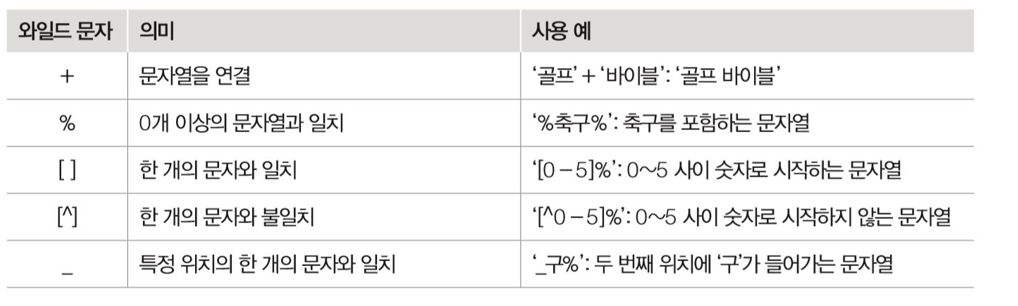 와일드 문자 의미 사용 예
+ 문자열을 연결 ‘골프’ + ‘바이블’: ‘골프 바이블’
% 0개 이상의 문자열과 일치 ‘%축구%’: 축구를 포함하는 문자열
[ ] 한 개의 문자와 일치 ‘[0 – 5]%’: 0~5 사이 숫자로 시작하는 문자열
[^] 한 개의 문자와 불일치 ‘[^0 – 5]%’: 0~5 사이 숫자로 시작하지 않는 문자열
_ 특정 위치의 한 개의 문자와 일치 ‘_구%’: 두 번째 위치에 ‘구’가 들어가는 문자열